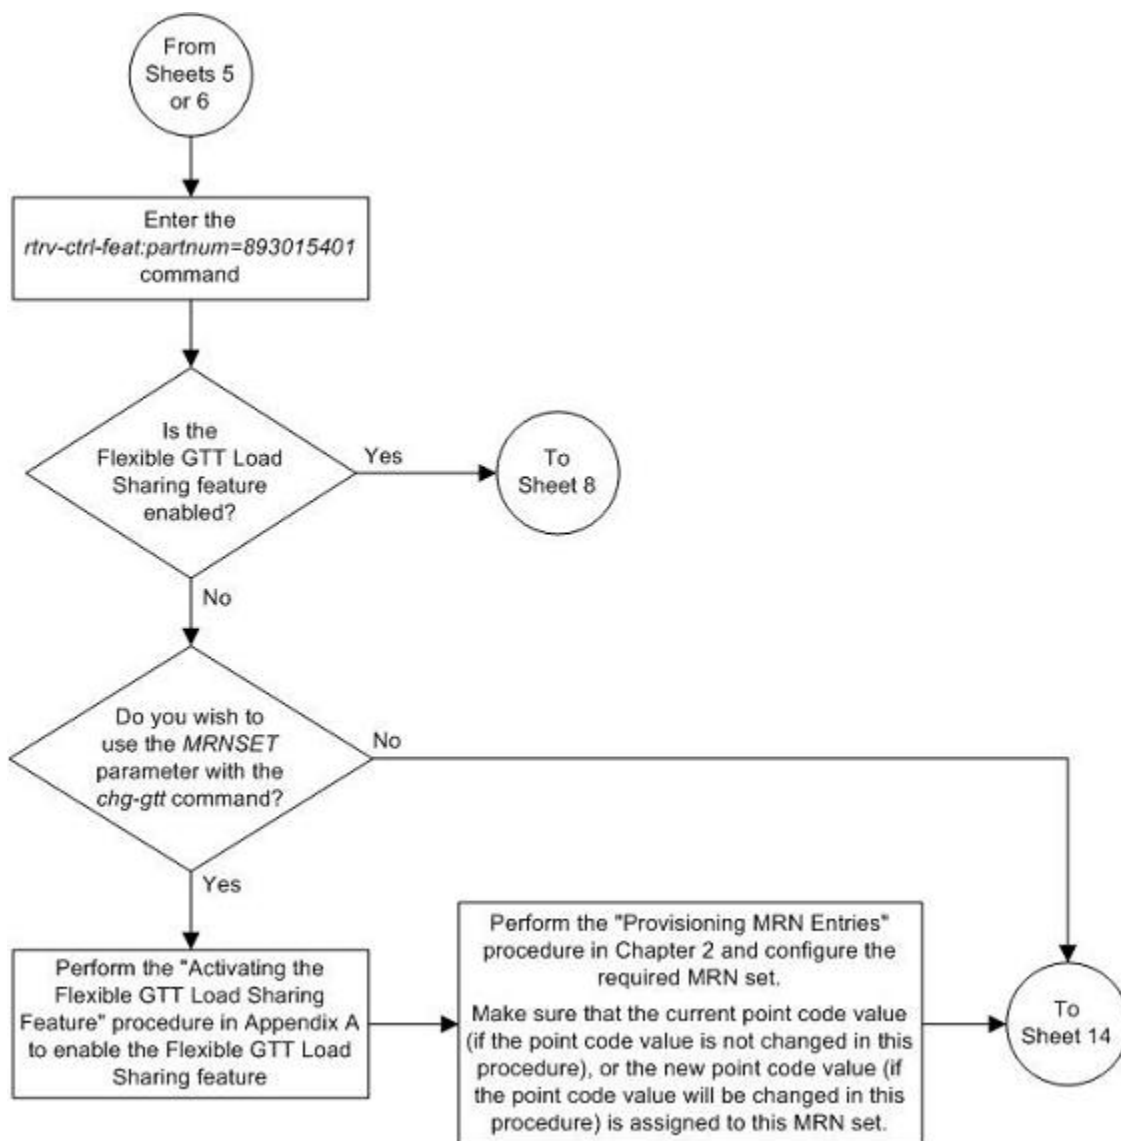 From
Sheets 5
or 6
Enter the
rtrv-ctrl-feat:partnum=893015401
command
Is the
Flexible GTT Load
Sharing feature
enabled?
Yes
To
Sheet 8
No
Do you wish to
use the MRNSET
parameter with the
chg-gtt command?
No
Yes
Perform the "Activating the
Flexible GTT Load Sharing
Feature" procedure in Appendix A
to enable the Flexible GTT Load
Sharing feature
Perform the "Provisioning MRN Entries"
procedure in Chapter 2 and configure the
required MRN set.
Make sure that the current point code value
(if the point code value is not changed in this
procedure), or the new point code value (if
the point code value will be changed in this
procedure) is assigned to this MRN set.
To
Sheet 14